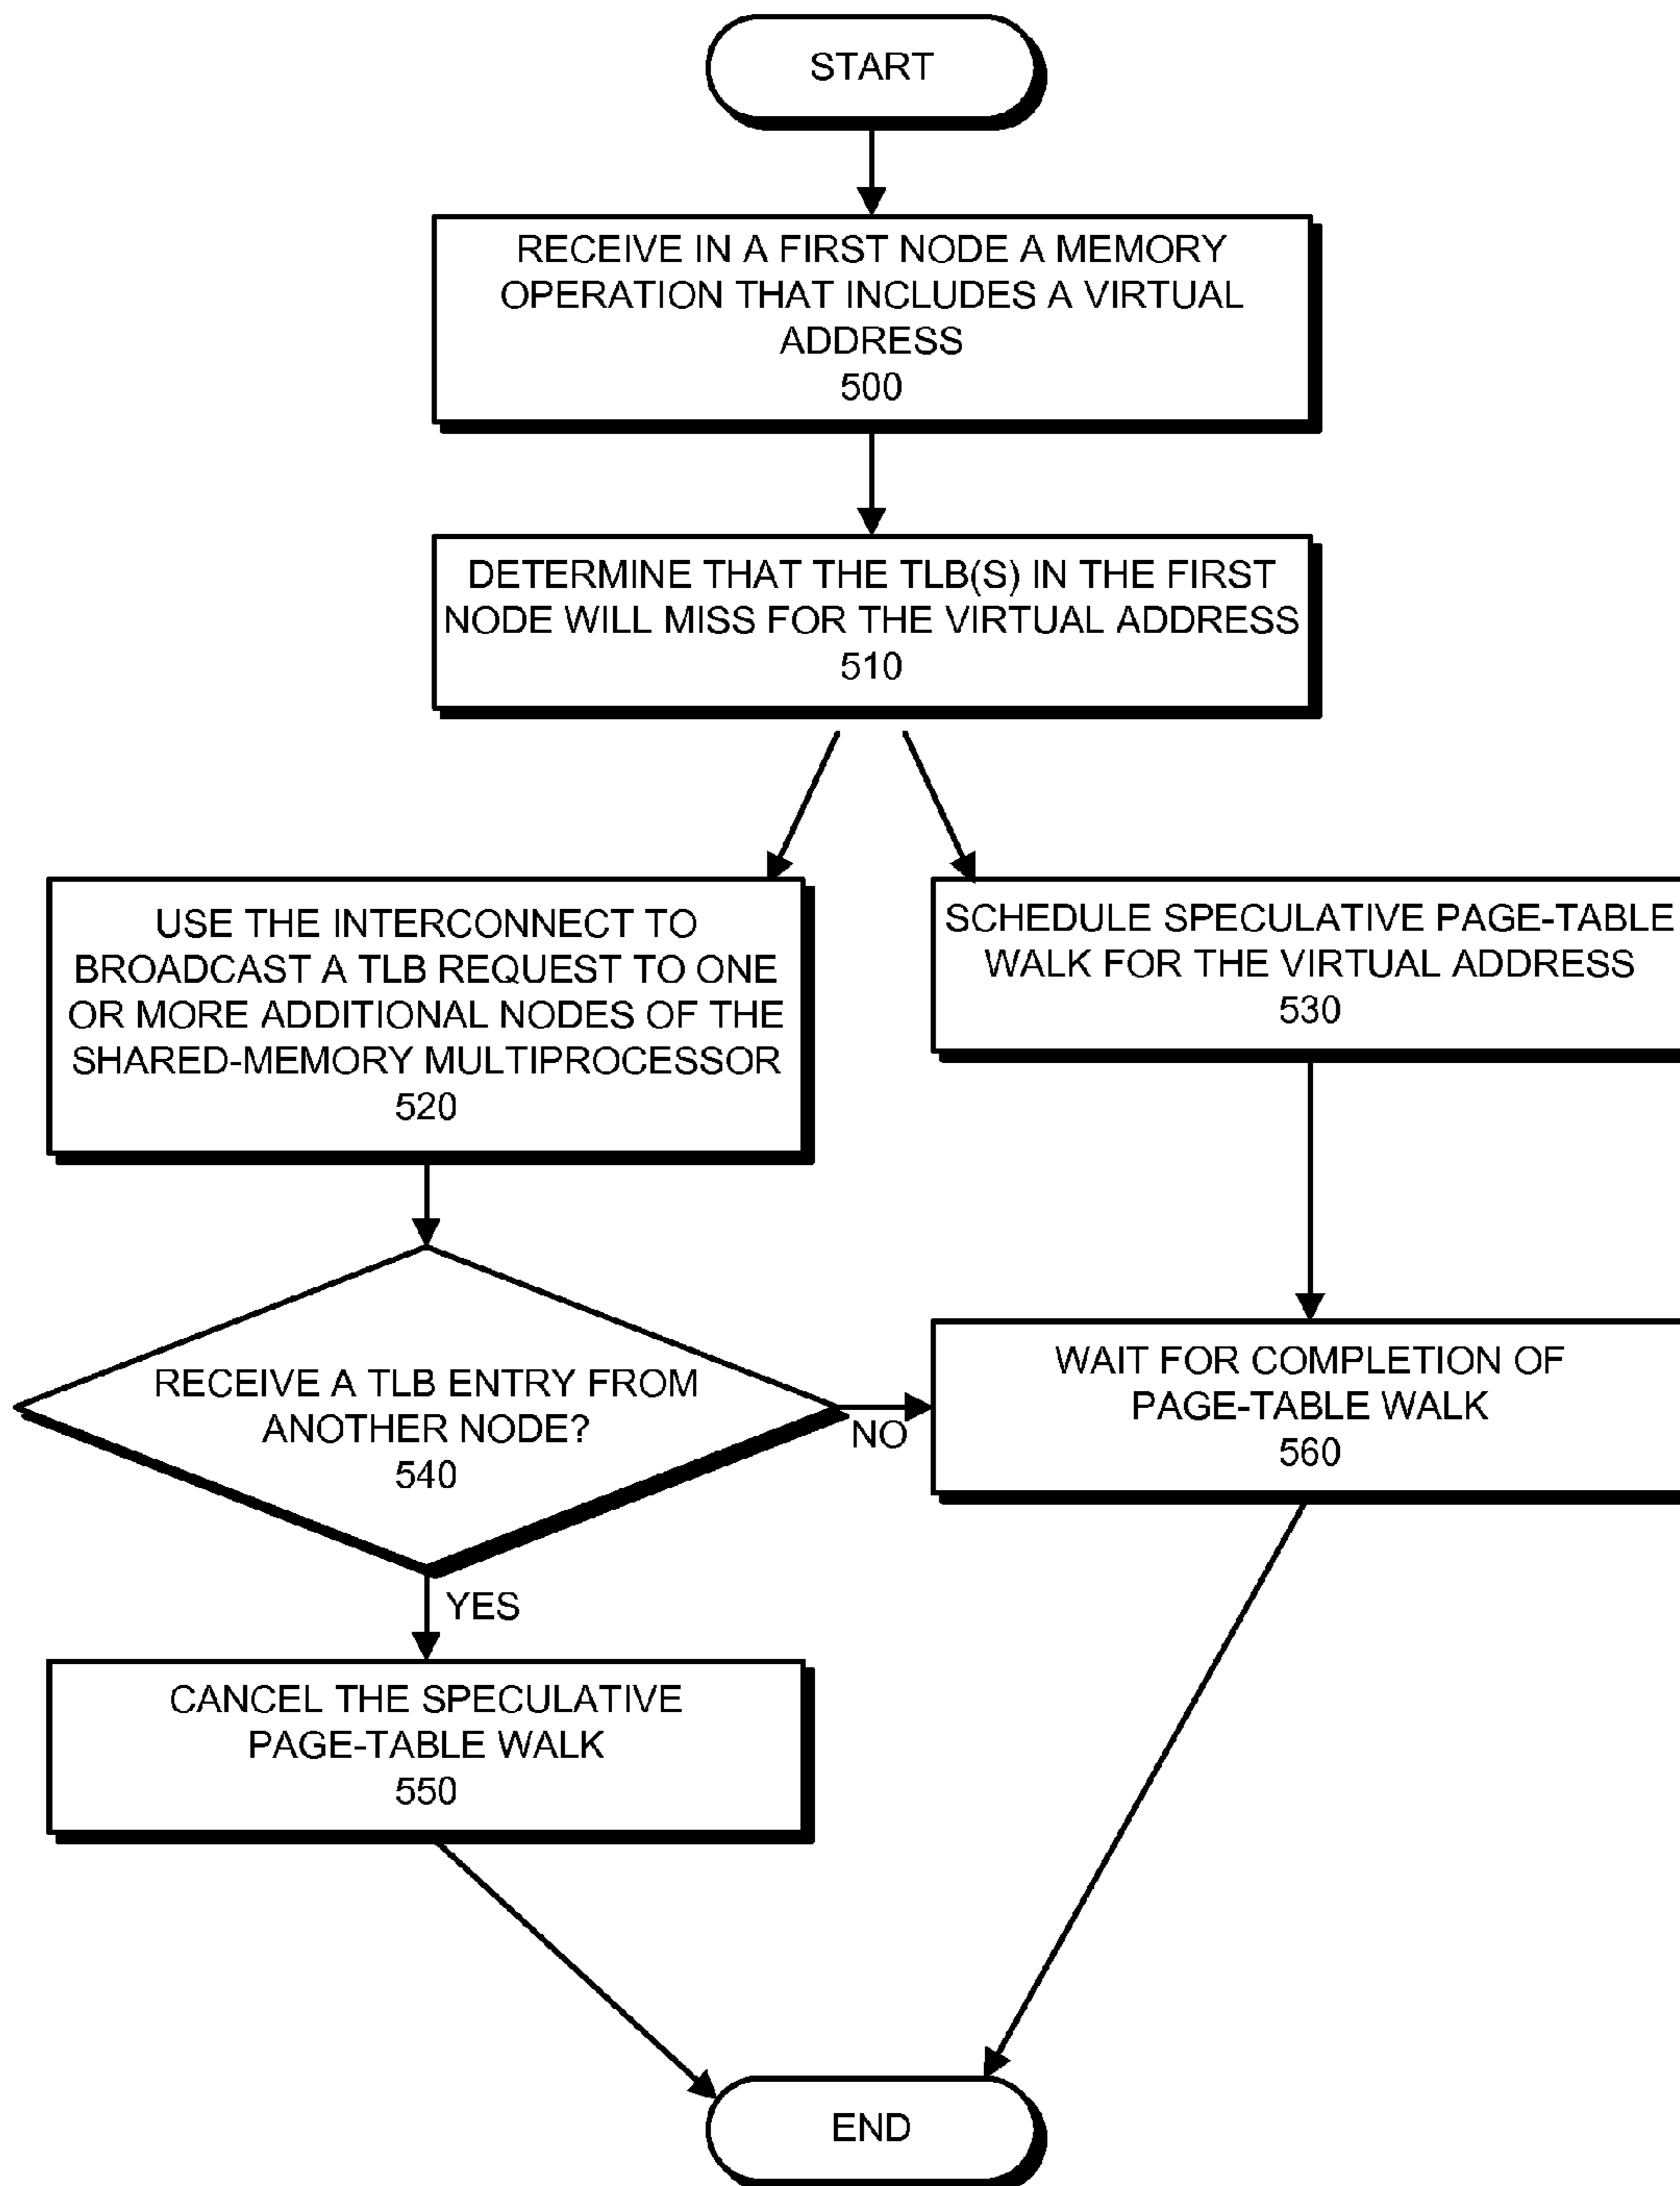 START
RECEIVE IN A FIRST NODE A MEMORY
OPERATION THAT INCLUDES A VIRTUAL
ADDRESS
500
DETERMINE THAT THE TLB(S) IN THE FIRST
NODE WILL MISS FOR THE VIRTUAL ADDRESS
510
USE THE INTERCONNECT TO
BROADCAST A TLB REQUEST TO ONE
OR MORE ADDITIONAL NODES OF THE
SHARED-MEMORY MULTIPROCESSOR
520
SCHEDULE SPECULATIVE PAGE-TABLE
WALK FOR THE VIRTUAL ADDRESS
530
RECEIVE A TLB ENTRY FROM
ANOTHER NODE?
540
NO
WAIT FOR COMPLETION OF
PAGE-TABLE WALK
560
YES
CANCEL THE SPECULATIVE
PAGE-TABLE WALK
550
END